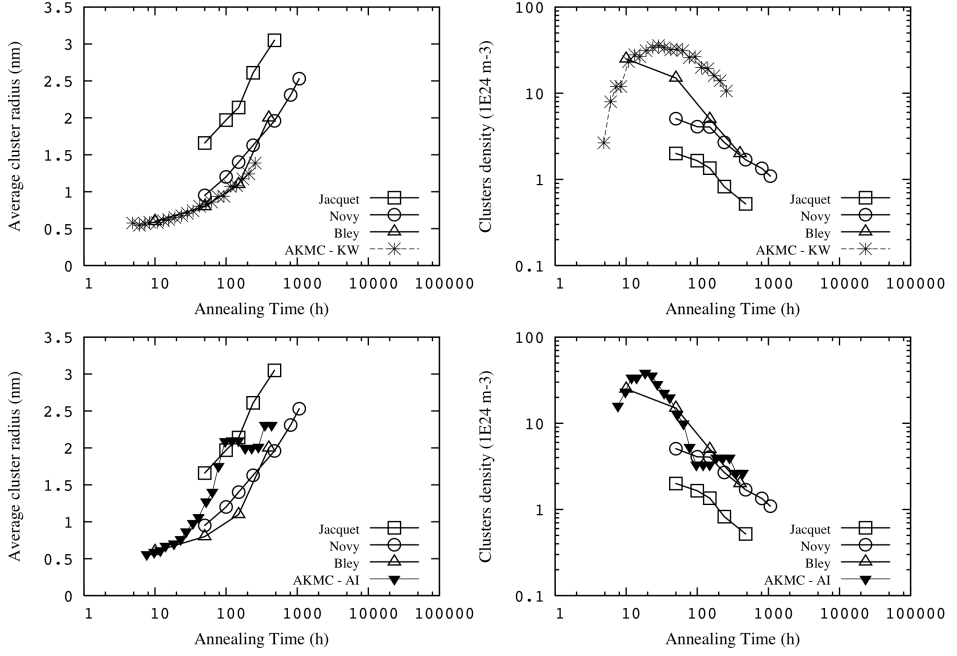 3.5
3
2.5
2
1.5
1
0.5
0
1 10 100 1000 10000 100000
Average cluster radius (nm)
Annealing Time (h)
Jacquet
Novy
Bley
AKMC - KW
100
10
1
0.1
1 10 100 1000 10000 100000
Clusters density (1E24 m-3)
Annealing Time (h)
Jacquet
Novy
Bley
AKMC - KW
3.5
3
2.5
2
1.5
1
0.5
0
1 10 100 1000 10000 100000
Average cluster radius (nm)
Annealing Time (h)
Jacquet
Novy
Bley
AKMC - AI
100
10
1
0.1
1 10 100 1000 10000 100000
Clusters density (1E24 m-3)
Annealing Time (h)
Jacquet
Novy
Bley
AKMC - AI